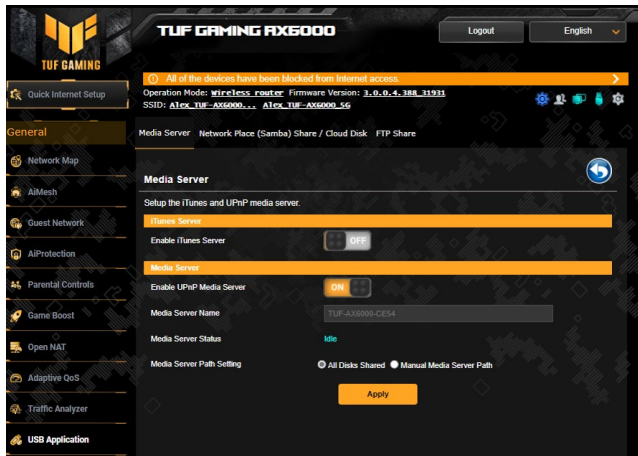 TUF GAMING AX6000
Logout
English
TUF GAMING
All of the devices have been blocked from Internet access.
Quick Internet Setup
Operation Mode: Wireless router Firmware Version: 3.0.0.4.388_31931
SSID: Alex_TUF-AX6000... Alex_TUF-AX6000_5G
General
Media Server Network Place (Samba) Share / Cloud Disk FTP Share
Network Map
AiMesh
Guest Network
AiProtection
Parental Controls
Game Boost
Open NAT
Adaptive QoS
Traffic Analyzer
USB Application
Media Server
Setup the iTunes and UPnP media server.
iTunes Server
Enable iTunes Server OFF
Media Server
Enable UPnP Media Server ON
Media Server Name TUF-AX6000-CE54
Media Server Status Idle
Media Server Path Setting All Disks Shared Manual Media Server Path
Apply